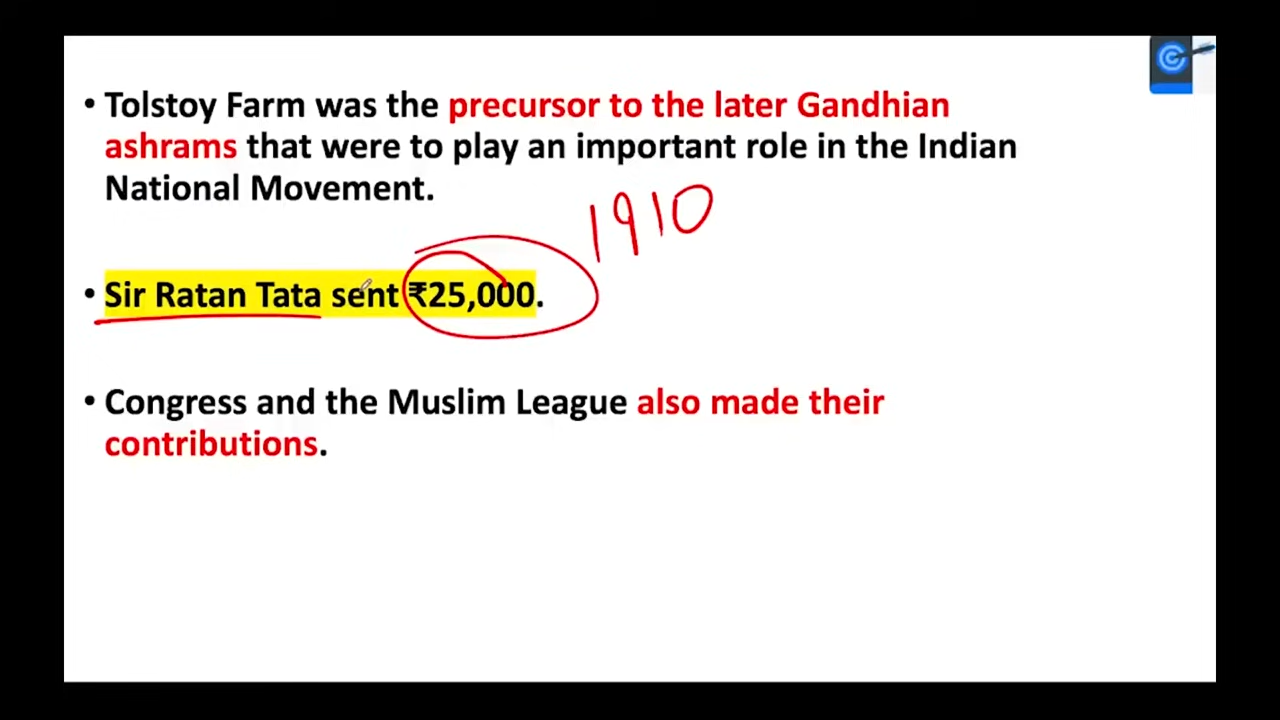 • Tolstoy Farm was the precursor to the later Gandhian
ashrams that were to play an important role in the Indian
National Movement.
1910
• Sir Ratan Tata sent ₹25,000.
• Congress and the Muslim League also made their
contributions.